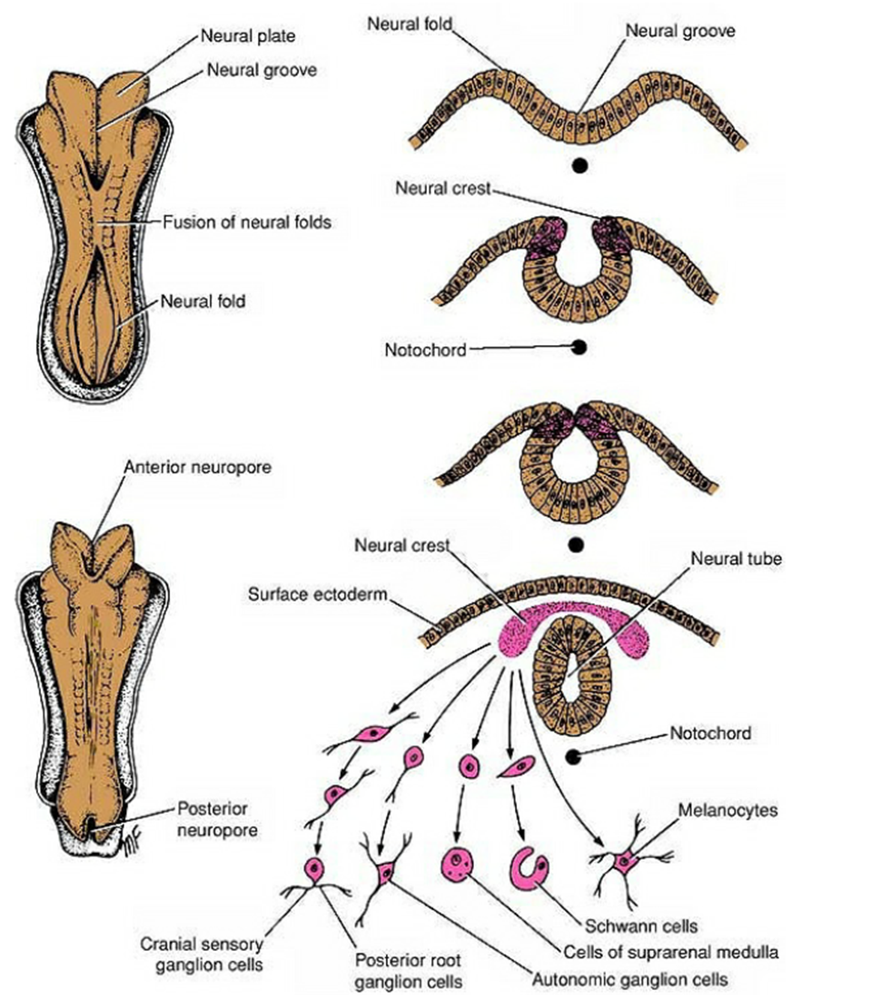 Neural plate
Neural groove
Fusion of neural folds
Neural fold
Neural fold
Neural groove
Neural crest
Notochord
Anterior neuropore
Posterior
neuropore
Neural crest
Surface ectoderm
Neural tube
Notochord
Melanocytes
Schwann cells
Cells of suprarenal medulla
Autonomic ganglion cells
Posterior root
ganglion cells
Cranial sensory
ganglion cells